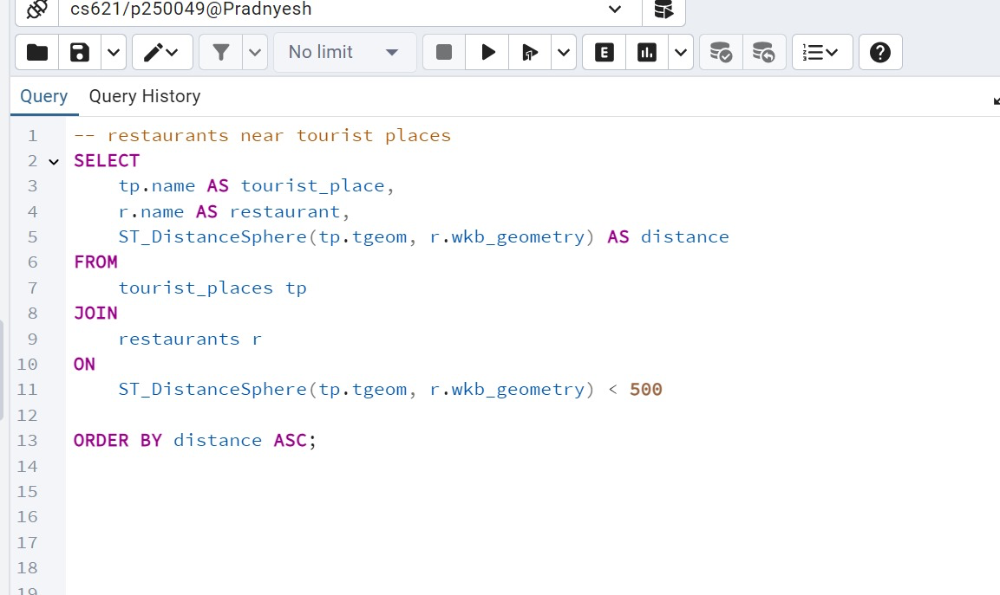 cs621/p250049@Pradnyesh
No limit
E
Query Query History
1 -- restaurants near tourist places
2 SELECT
3 tp.name AS tourist_place,
4 r.name AS restaurant,
5 ST_DistanceSphere(tp.tgeom, r.wkb_geometry) AS distance
6 FROM
7 tourist_places tp
8 JOIN
9 restaurants r
10 ON
11 ST_DistanceSphere(tp.tgeom, r.wkb_geometry) < 500
12
13 ORDER BY distance ASC;
14
15
16
17
18
19